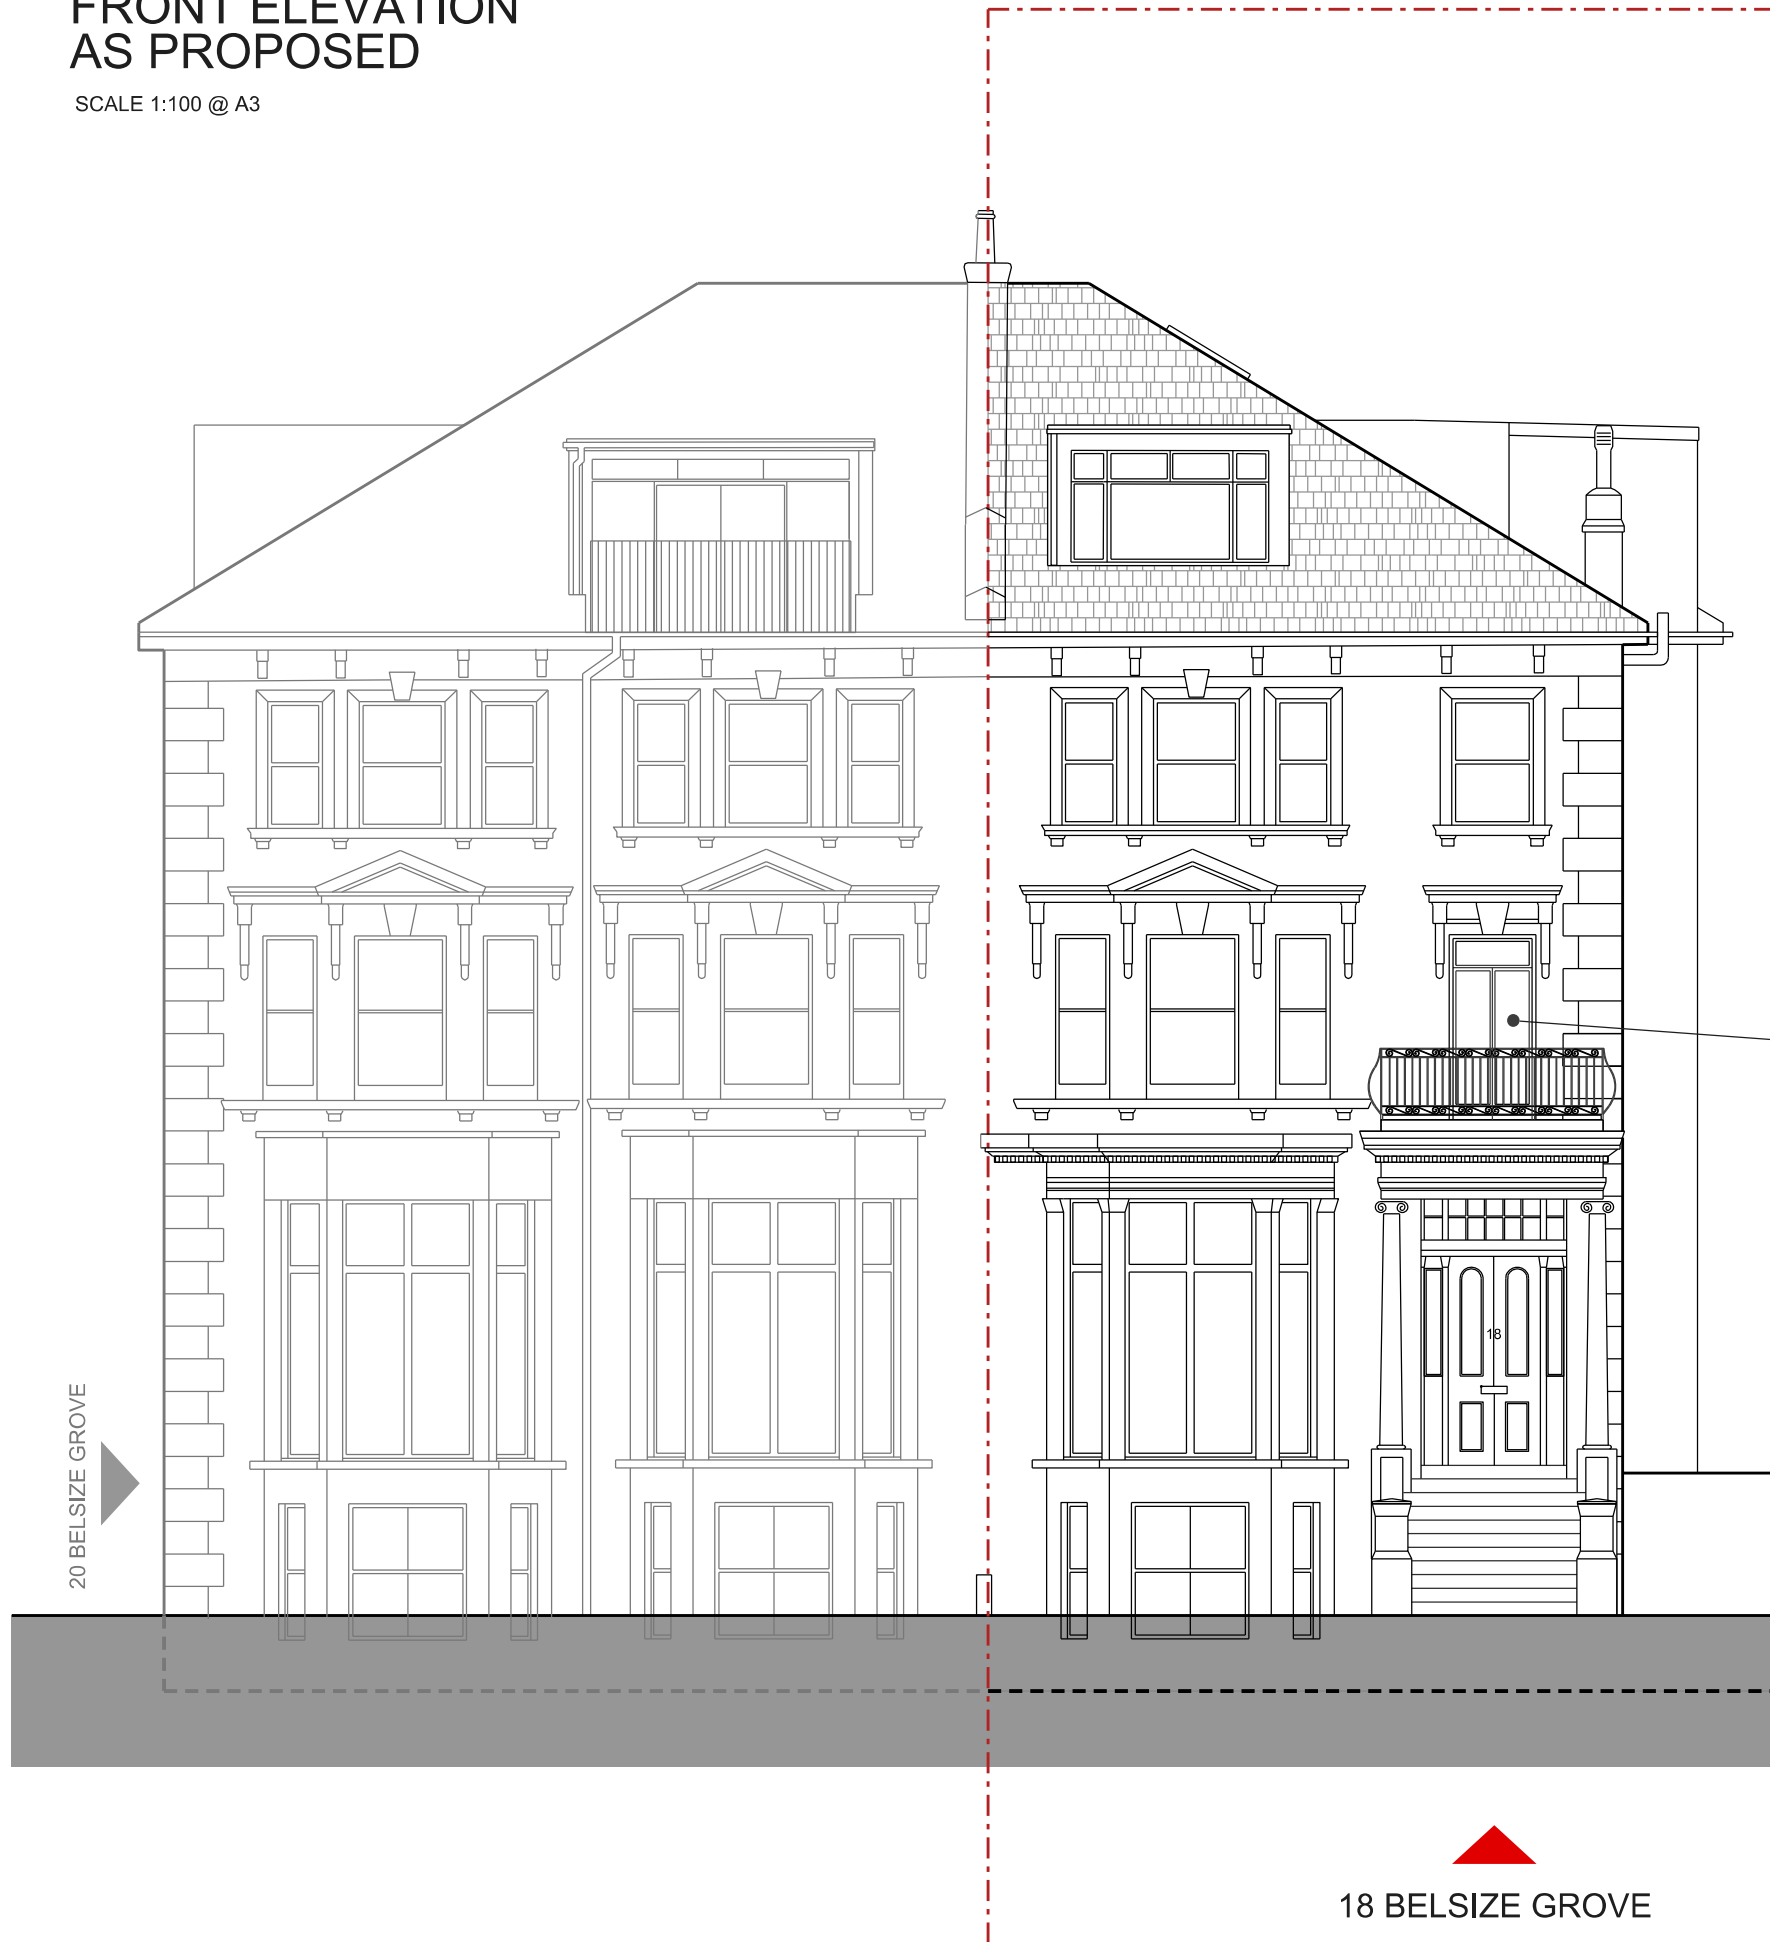 FRONT ELEVATION
AS PROPOSED
SCALE 1:100 @ A3
18
20 BELSIZE GROVE
18 BELSIZE GROVE